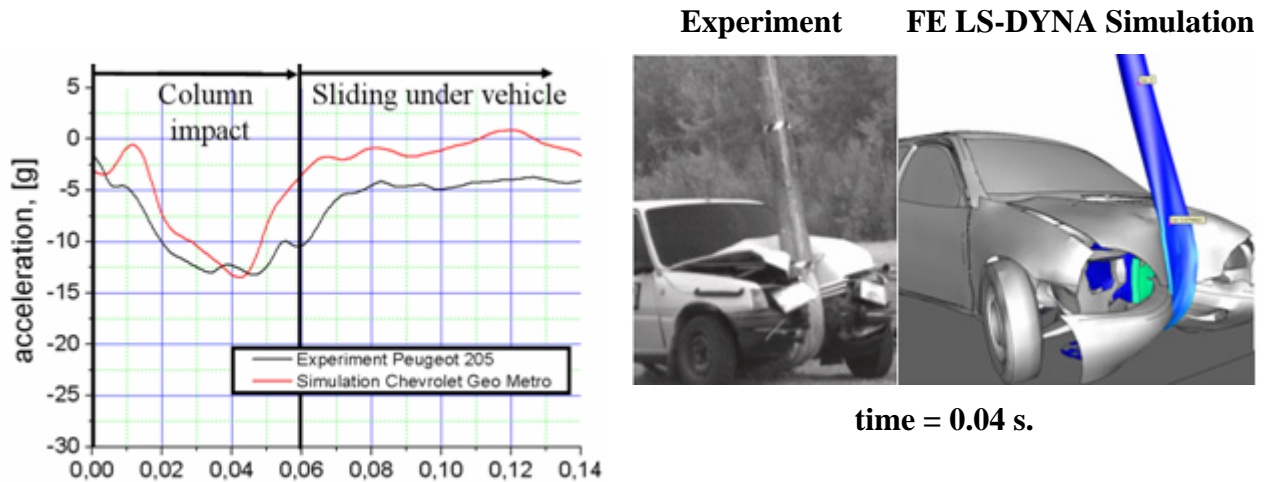 Experiment FE LS-DYNA Simulation
Column
impact
Sliding under vehicle
acceleration, [g]
5
0
-5
-10
-15
-20
-25
-30
Experiment Peugeot 205
Simulation Chevrolet Geo Metro
0,00 0,02 0,04 0,06 0,08 0,10 0,12 0,14
time = 0.04 s.